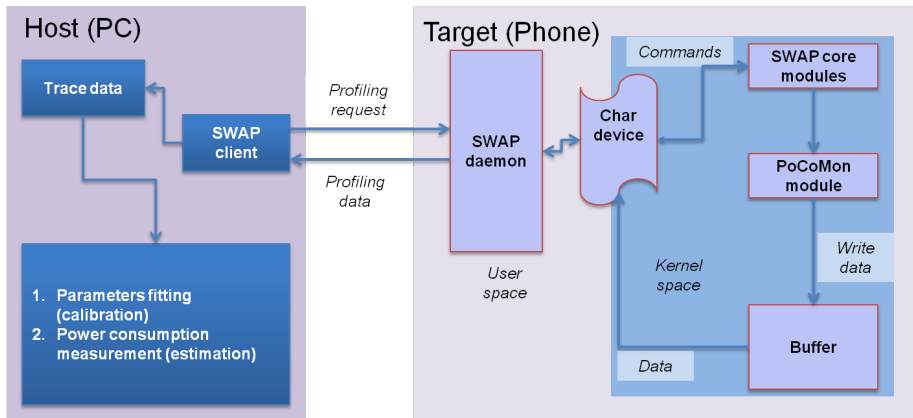 Host (PC)
Trace data
SWAP
client
1. Parameters fitting
(calibration)
2. Power consumption
measurement (estimation)
Profiling
request
Profiling
data
Target (Phone)
SWAP
daemon
User
space
Char
device
Commands
SWAP core
modules
PoCoMon
module
Write
data
Kernel
space
Buffer
Data